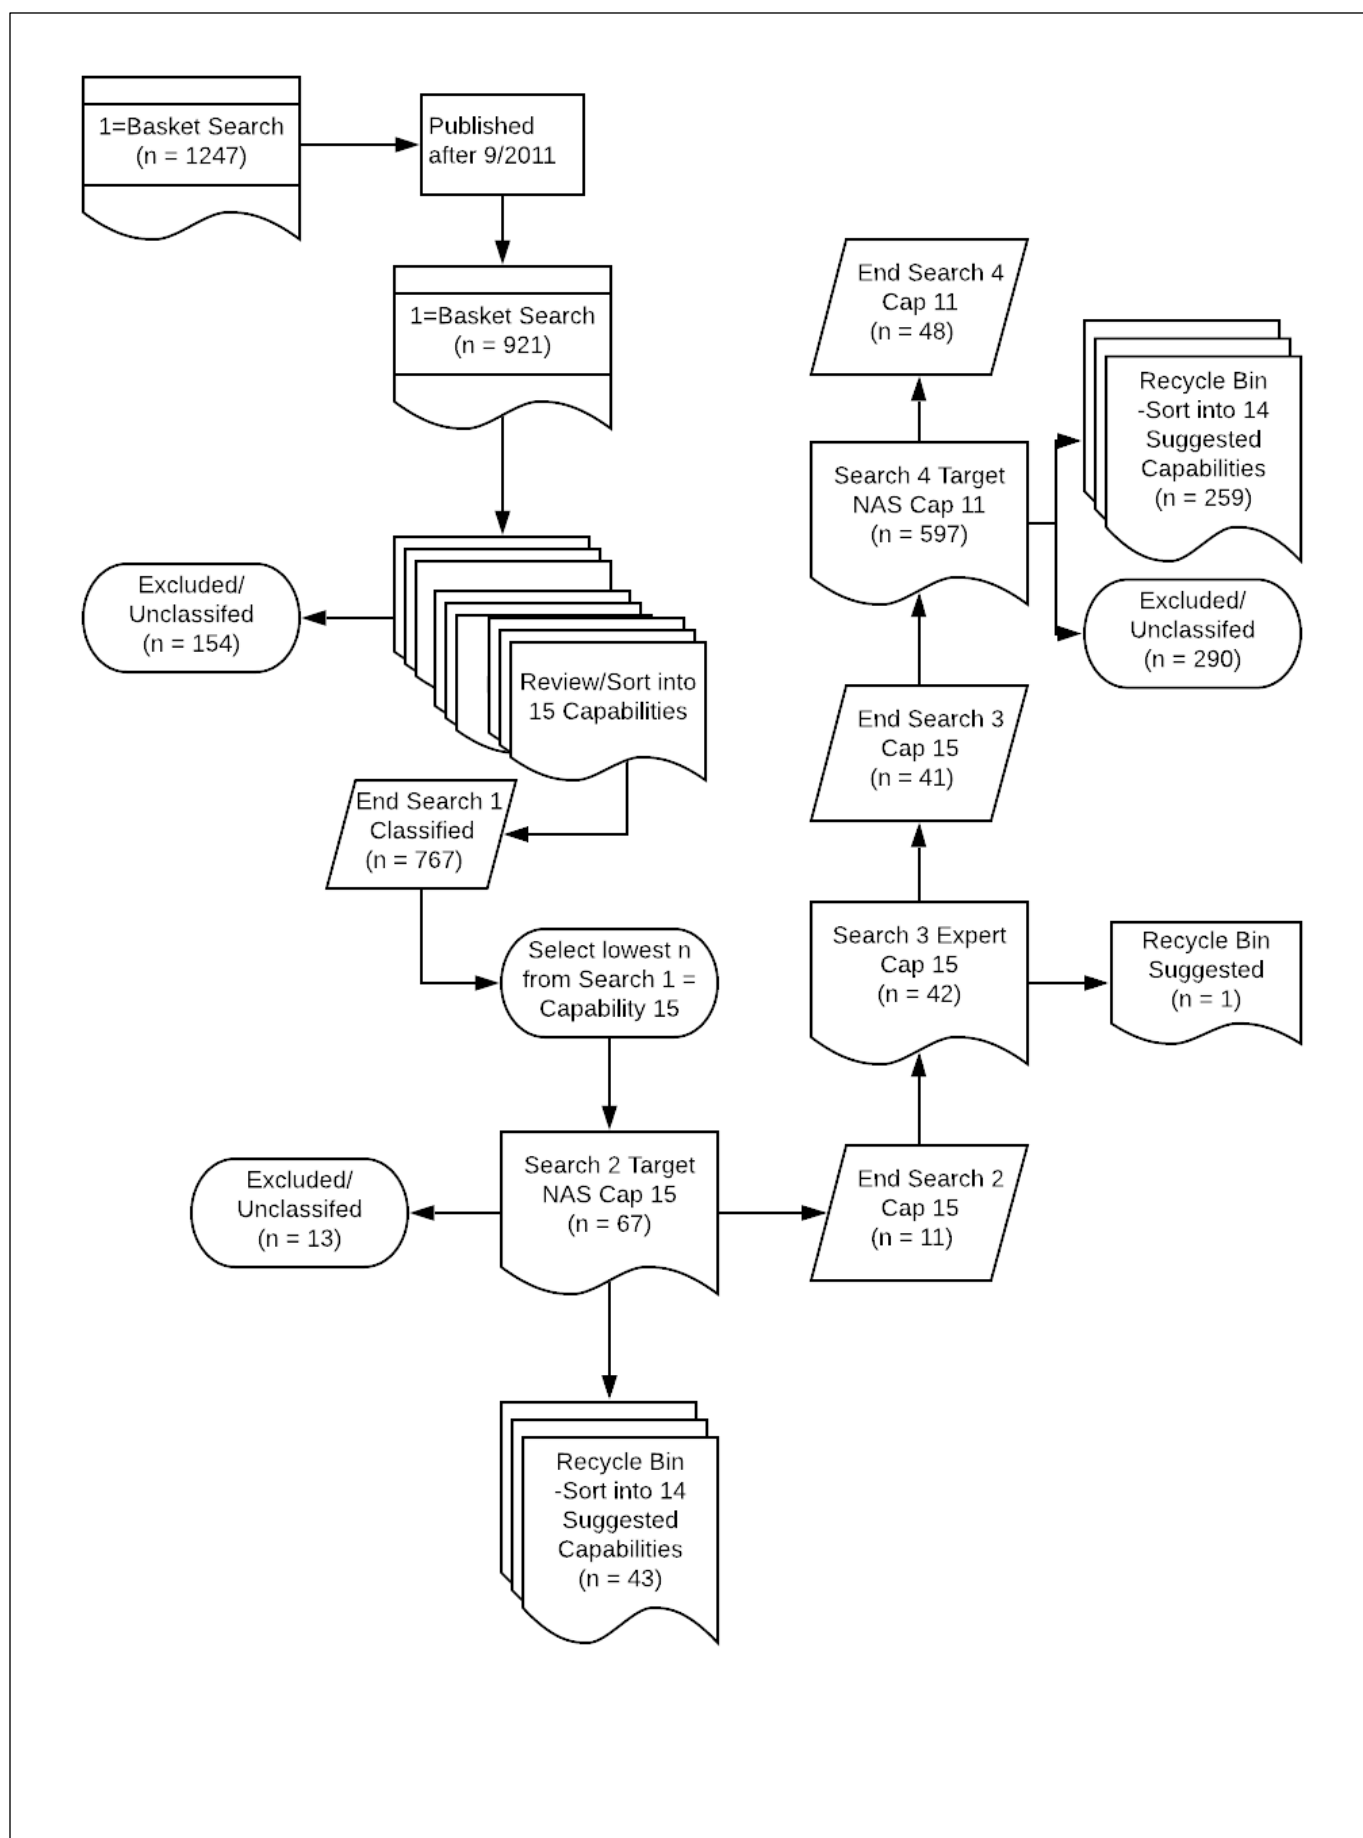 1=Basket Search
(n = 1247)
Published
after 9/2011
1=Basket Search
(n = 921)
Excluded/
Unclassifed
(n = 154)
Review/Sort into
15 Capabilities
End Search 1
Classified
(n = 767)
Select lowest n
from Search 1 =
Capability 15
Search 2 Target
NAS Cap 15
(n = 67)
Excluded/
Unclassifed
(n = 13)
Recycle Bin
-Sort into 14
Suggested
Capabilities
(n = 43)
End Search 2
Cap 15
(n = 11)
Search 3 Expert
Cap 15
(n = 42)
Recycle Bin
Suggested
(n = 1)
End Search 3
Cap 15
(n = 41)
Search 4 Target
NAS Cap 11
(n = 597)
Recycle Bin
-Sort into 14
Suggested
Capabilities
(n = 259)
Excluded/
Unclassifed
(n = 290)
End Search 4
Cap 11
(n = 48)